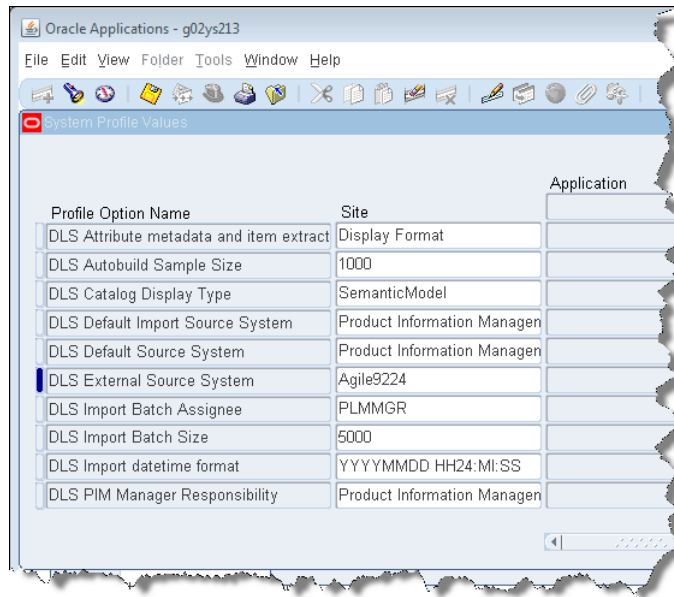 Oracle Applications - g02ys213
File Edit View Folder Tools Window Help
System Profile Values
Application
Profile Option Name Site
DLS Attribute metadata and item extract Display Format
DLS Autobuild Sample Size 1000
DLS Catalog Display Type SemanticModel
DLS Default Import Source System Product Information Managen
DLS Default Source System Product Information Managen
DLS External Source System Agile9224
DLS Import Batch Assignee PLMMGR
DLS Import Batch Size 5000
DLS Import datetime format YYYYMMDD HH24:MI:SS
DLS PIM Manager Responsibility Product Information Managen